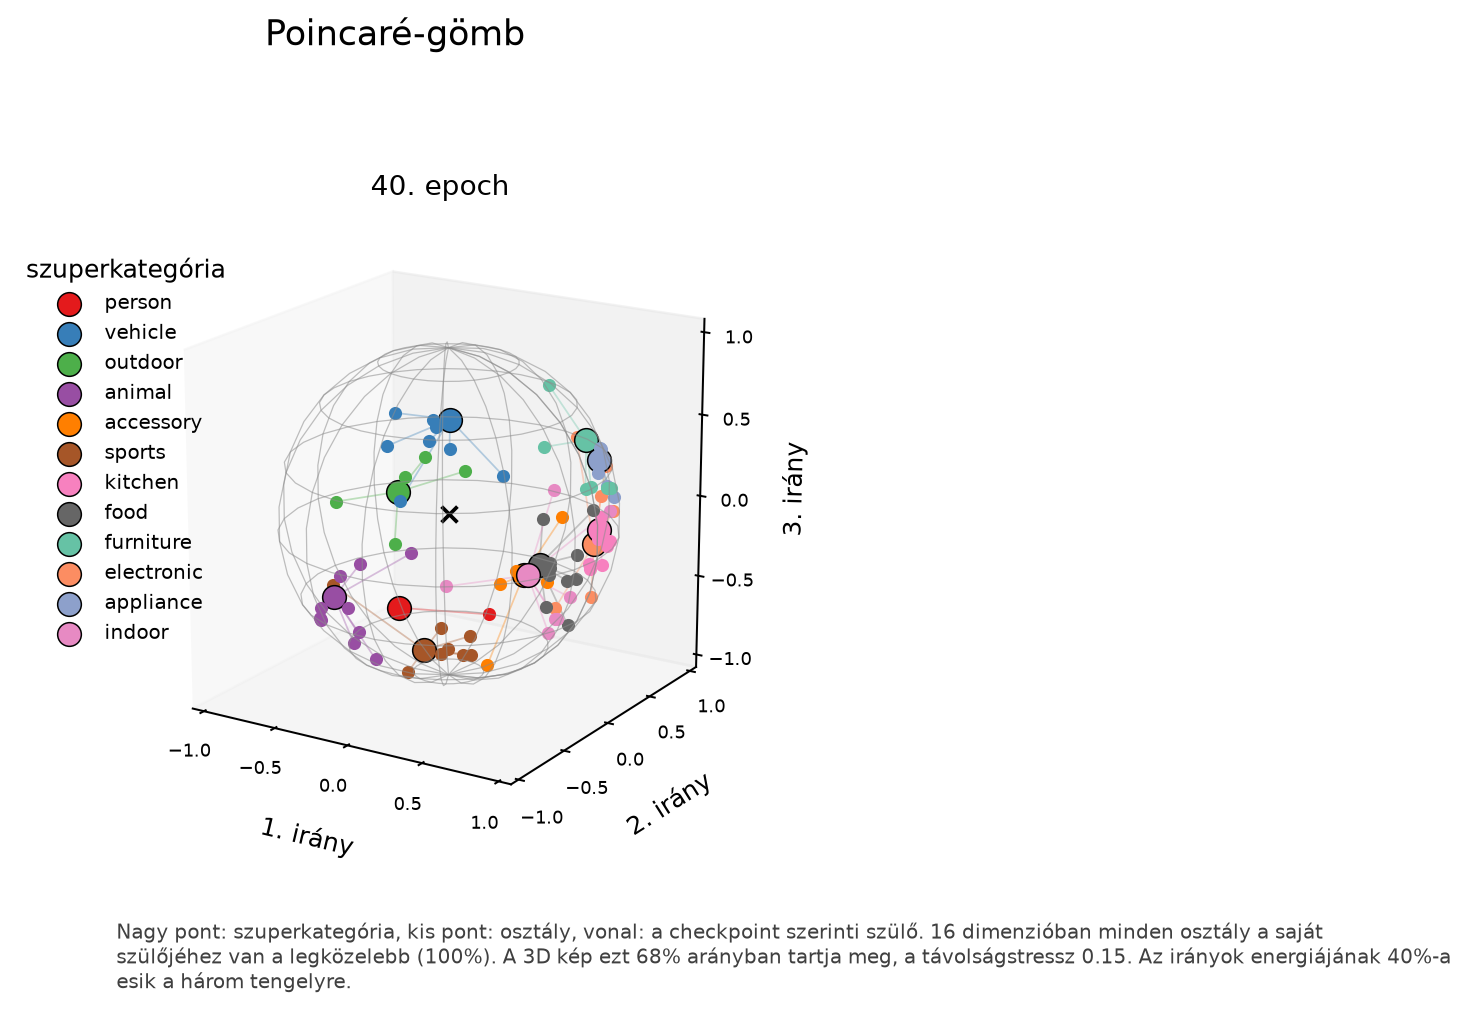 Poincaré-gömb
40. epoch
szuperkategória
person
vehicle
outdoor
animal
accessory
sports
kitchen
food
furniture
electronic
appliance
indoor
1.0
0.5
0.0
−0.5
−1.0
3. irány
−1.0
−0.5
0.0
0.5
1.0
1. irány
−1.0
−0.5
0.0
0.5
1.0
2. irány
Nagy pont: szuperkategória, kis pont: osztály, vonal: a checkpoint szerinti szülő. 16 dimenzióban minden osztály a saját
szülőjéhez van a legközelebb (100%). A 3D kép ezt 68% arányban tartja meg, a távolságstressz 0.15. Az irányok energiájának 40%-a
esik a három tengelyre.